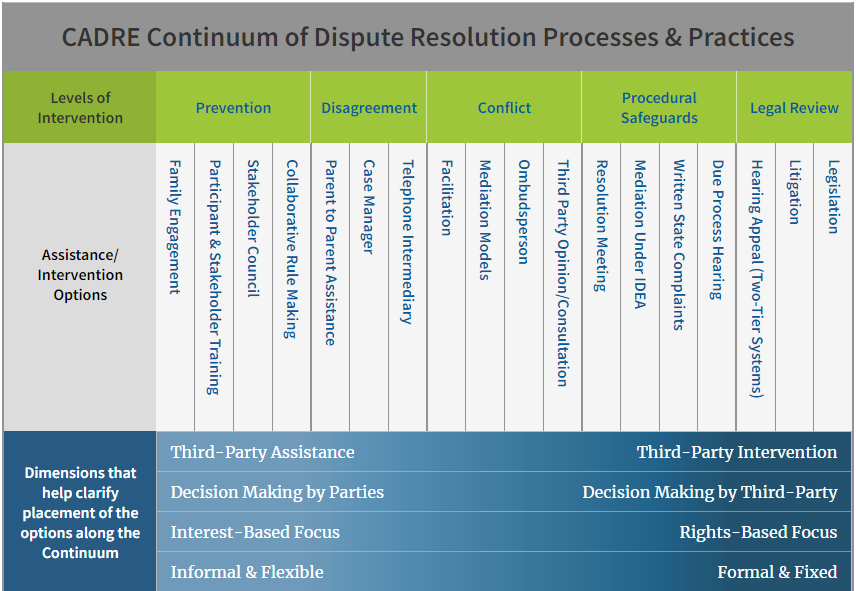 CADRE Continuum of Dispute Resolution Processes & Practices
Levels of
Intervention
Prevention
Disagreement
Conflict
Procedural
Safeguards
Legal Review
Assistance/
Intervention
Options
Family Engagement
Participant & Stakeholder Training
Stakeholder Council
Collaborative Rule Making
Parent to Parent Assistance
Case Manager
Telephone Intermediary
Facilitation
Mediation Models
Ombudsperson
Third Party Opinion/Consultation
Resolution Meeting
Mediation Under IDEA
Written State Complaints
Due Process Hearing
Hearing Appeal (Two-Tier Systems)
Litigation
Legislation
Dimensions that
help clarify
placement of the
options along the
Continuum
Third-Party Assistance
Third-Party Intervention
Decision Making by Parties
Decision Making by Third-Party
Interest-Based Focus
Rights-Based Focus
Informal & Flexible
Formal & Fixed